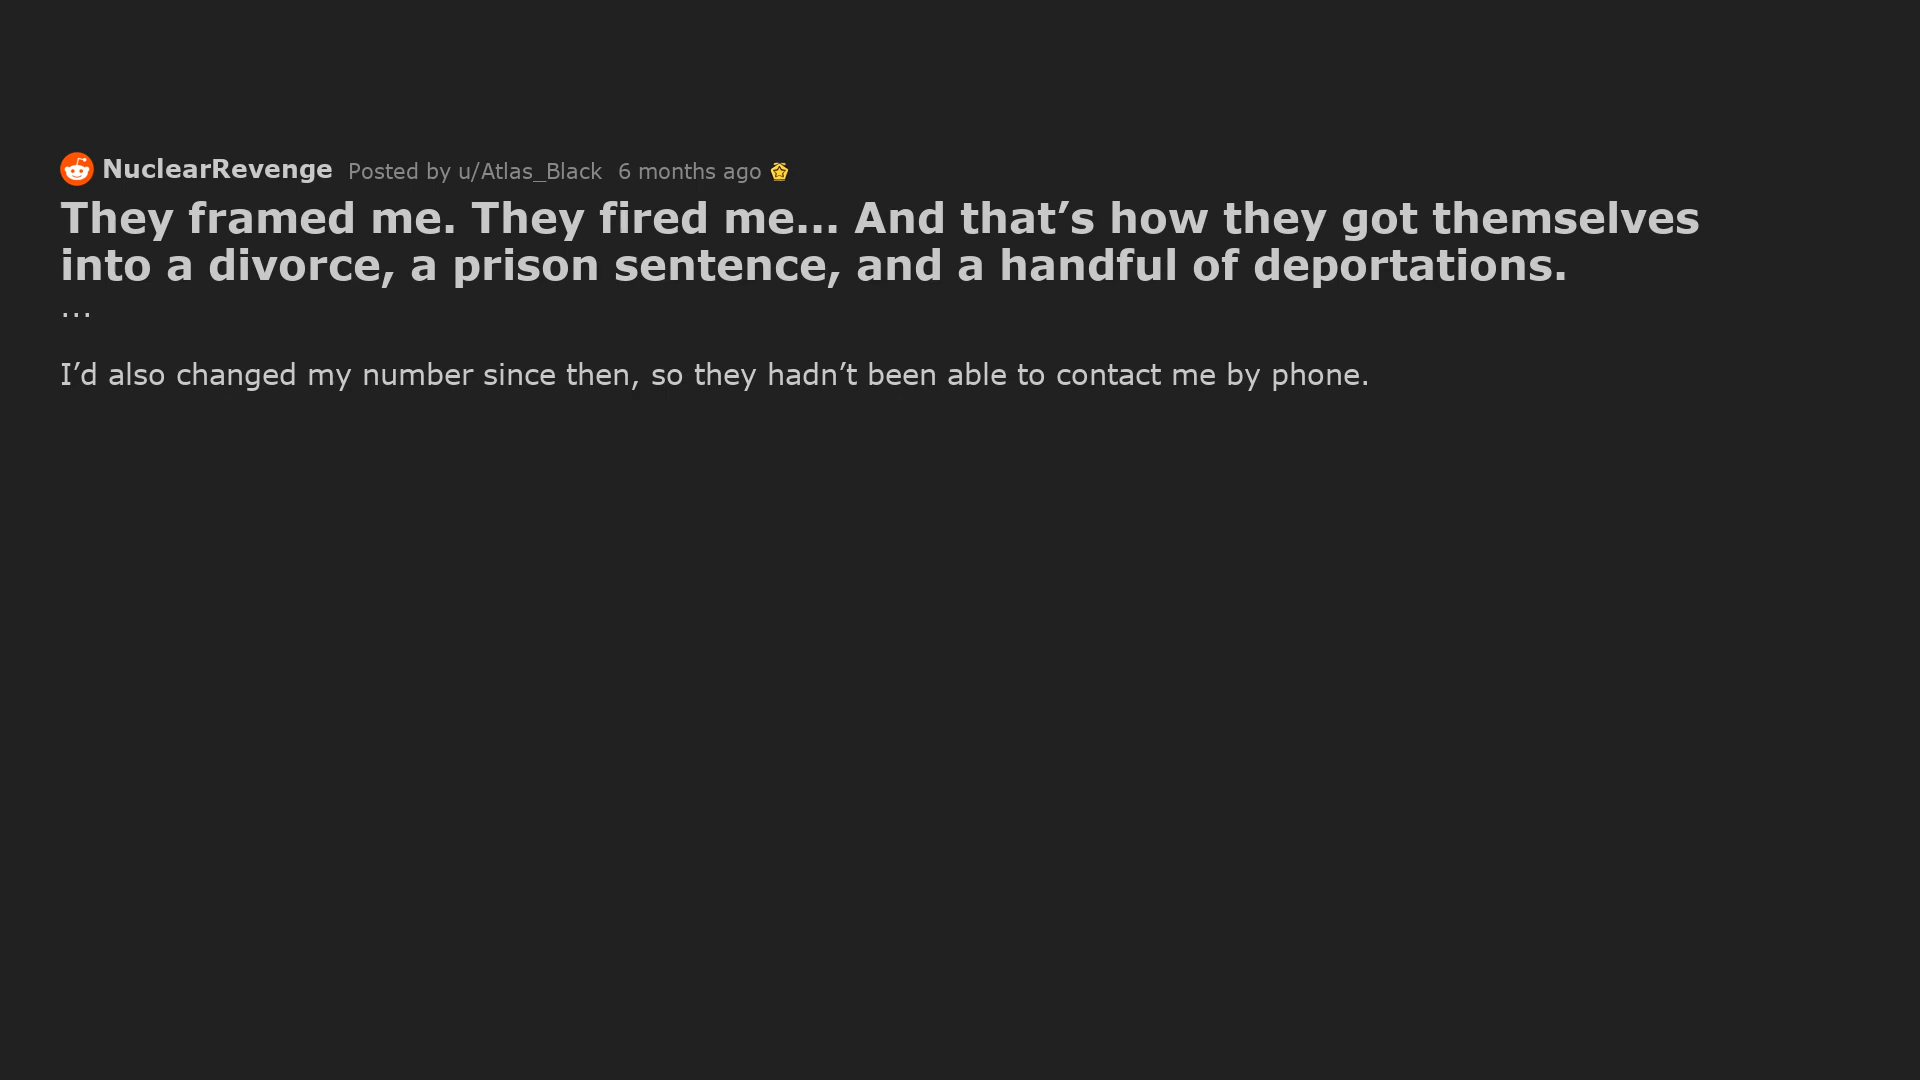 NuclearRevenge Posted by u/Atlas_Black 6 months ago
They framed me. They fired me... And that’s how they got themselves
into a divorce, a prison sentence, and a handful of deportations.
...
I’d also changed my number since then, so they hadn’t been able to contact me by phone.